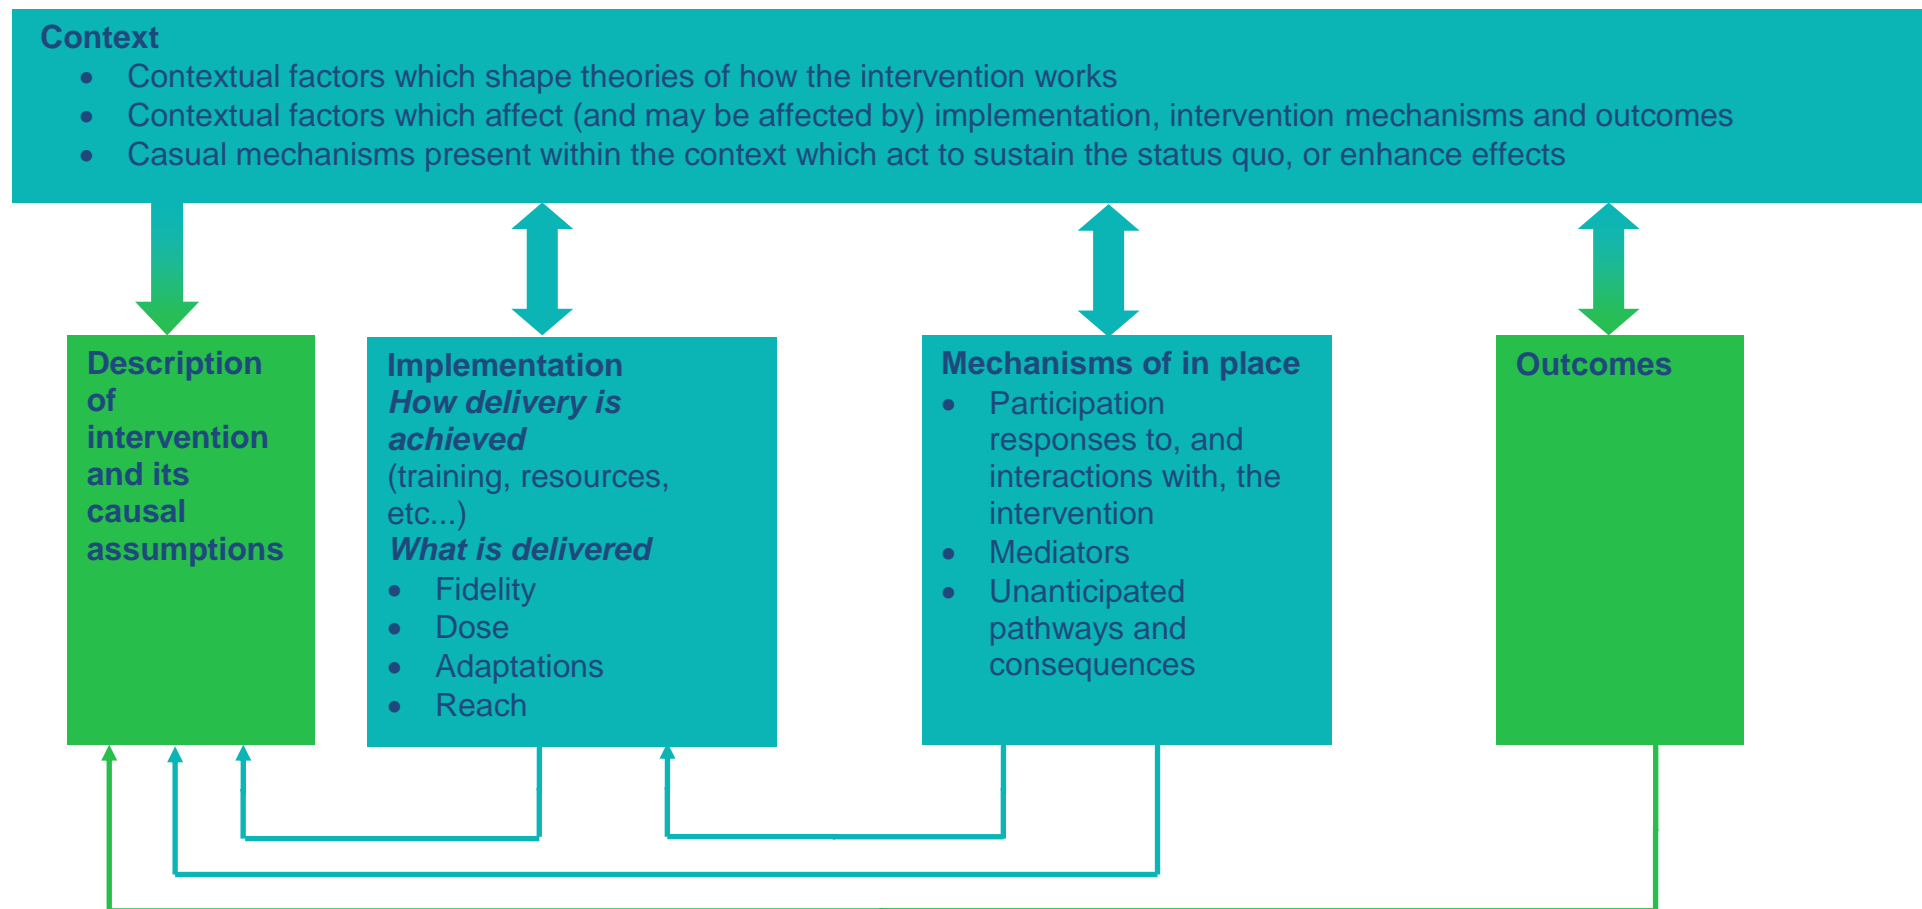 Context
• Contextual factors which shape theories of how the intervention works
• Contextual factors which affect (and may be affected by) implementation, intervention mechanisms and outcomes
• Casual mechanisms present within the context which act to sustain the status quo, or enhance effects
Description
of
intervention
and its
causal
assumptions
Implementation
How delivery is
achieved
(training, resources,
etc...)
What is delivered
• Fidelity
• Dose
• Adaptations
• Reach
Mechanisms of in place
• Participation
responses to, and
interactions with, the
intervention
• Mediators
• Unanticipated
pathways and
consequences
Outcomes